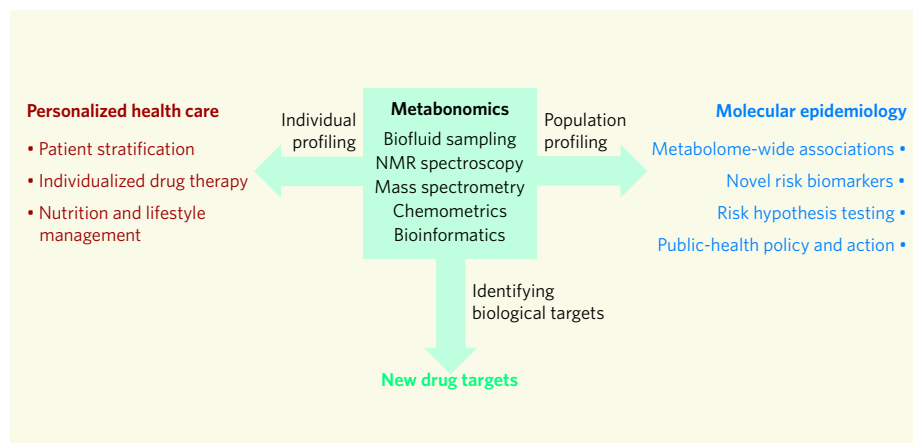 Personalized health care
• Patient stratification
• Individualized drug therapy
• Nutrition and lifestyle
management
Individual
profiling
Metabonomics
Biofluid sampling
NMR spectroscopy
Mass spectrometry
Chemometrics
Bioinformatics
Population
profiling
Molecular epidemiology
Metabolome-wide associations •
Novel risk biomarkers •
Risk hypothesis testing •
Public-health policy and action •
Identifying
biological targets
New drug targets